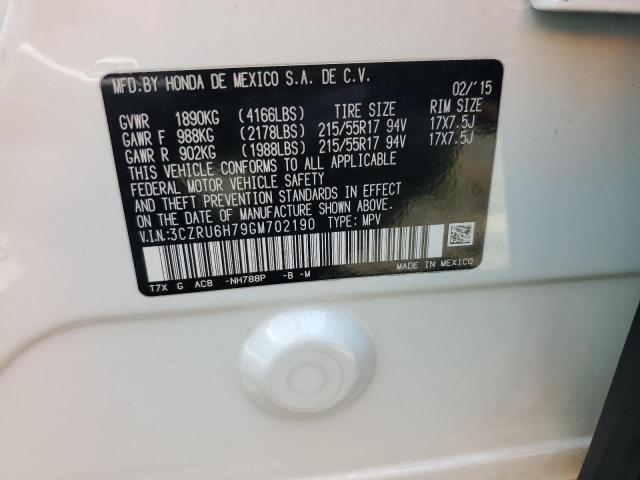 MFD.BY HONDA DE MEXICO S.A. DE C.V. 02/'15
GVWR 1890KG (4166LBS) TIRE SIZE RIM SIZE
GAWR F 988KG (2178LBS) 215/55R17 94V 17X7.5J
GAWR R 902KG (1988LBS) 215/55R17 94V 17X7.5J
THIS VEHICLE CONFORMS TO ALL APPLICABLE
FEDERAL MOTOR VEHICLE SAFETY
STANDARDS IN EFFECT ON THE DATE OF
MANUFACTURE SHOWN ABOVE.
V.I.N.:3CZRU6H79GM702190 TYPE: MPV
MADE IN MEXICO
T7X G AC8 -NH788P -B -M